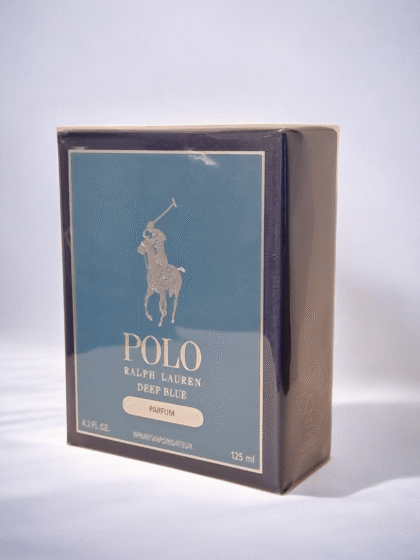 POLO
RALPH LAUREN
DEEP BLUE
PARFUM
4.2 FL. OZ.
SPRAY/VAPORISATEUR
125 ml